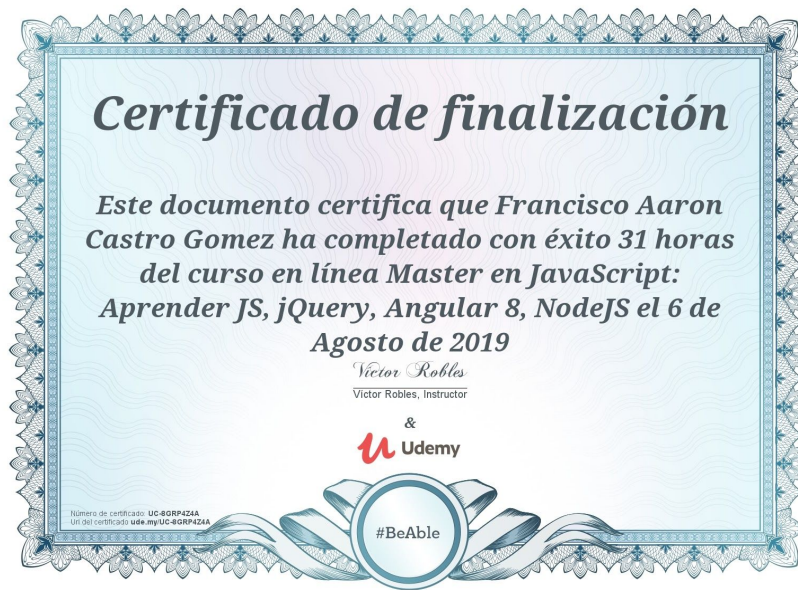 Certificado de finalización
Este documento certifica que Francisco Aaron
Castro Gomez ha completado con éxito 31 horas
del curso en línea Master en JavaScript:
Aprender JS, jQuery, Angular 8, NodeJS el 6 de
Agosto de 2019
Victor Robles
Victor Robles, Instructor
&
Udemy
Número de certificado: UC-8GRP4Z4A
Url del certificado ude.my/UC-8GRP4Z4A
#BeAble